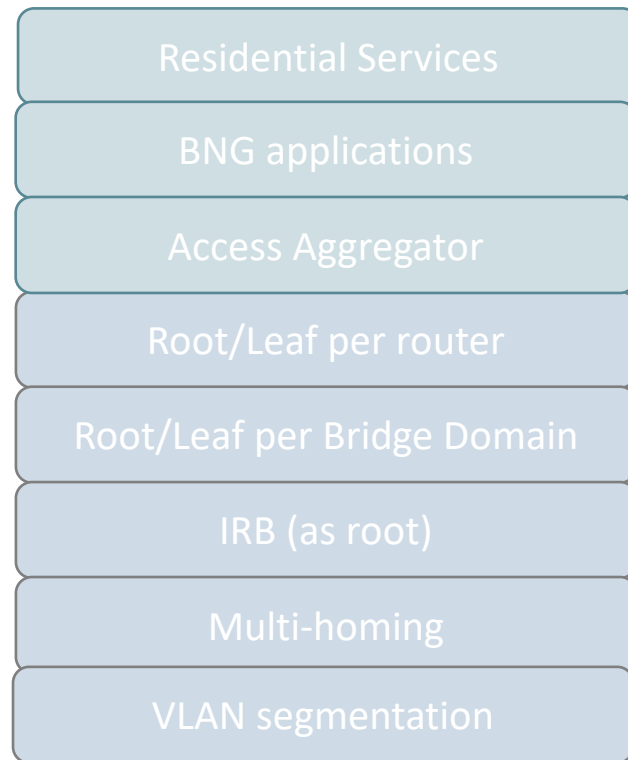 Residential Services
BNG applications
Access Aggregator
Root/Leaf per router
Root/Leaf per Bridge Domain
IRB (as root)
Multi-homing
VLAN segmentation